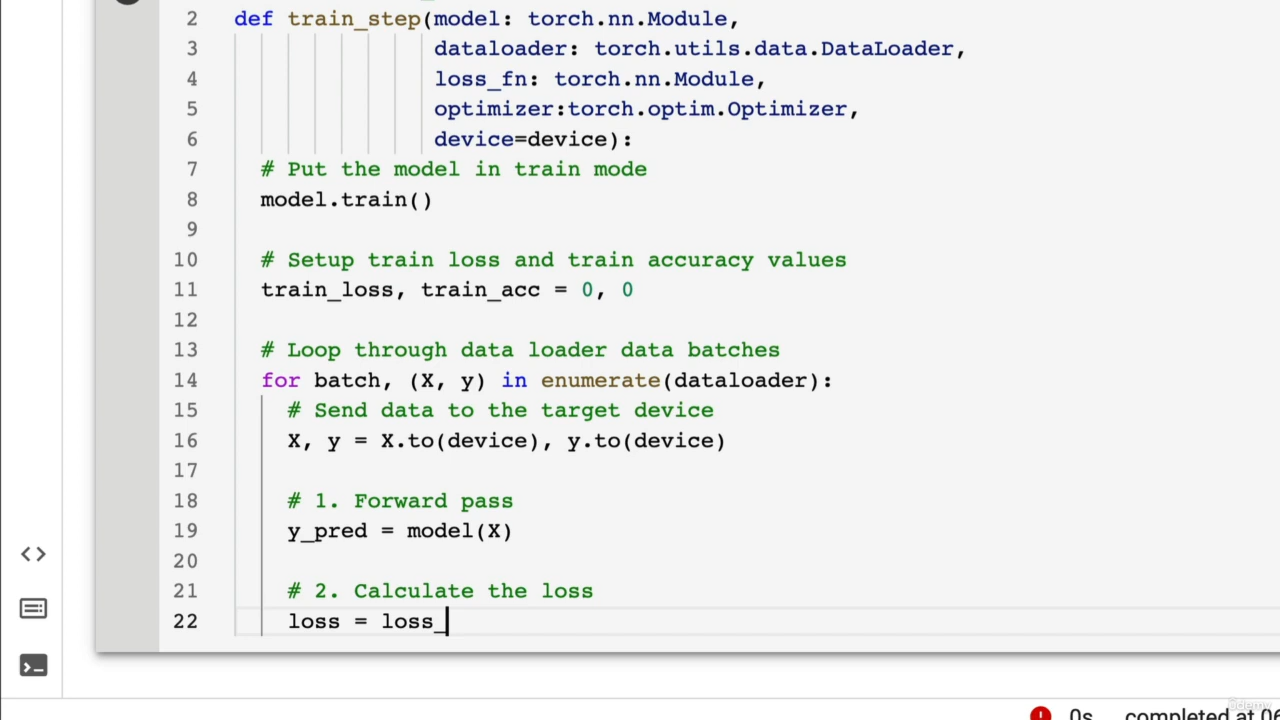 2 def train_step(model: torch.nn.Module,
3 dataloader: torch.utils.data.DataLoader,
4 loss_fn: torch.nn.Module,
5 optimizer:torch.optim.Optimizer,
6 device=device):
7 # Put the model in train mode
8 model.train()
9
10 # Setup train loss and train accuracy values
11 train_loss, train_acc = 0, 0
12
13 # Loop through data loader data batches
14 for batch, (X, y) in enumerate(dataloader):
15 # Send data to the target device
16 X, y = X.to(device), y.to(device)
17
18 # 1. Forward pass
19 y_pred = model(X)
20
21 # 2. Calculate the loss
22 loss = loss_
0s completed at 06